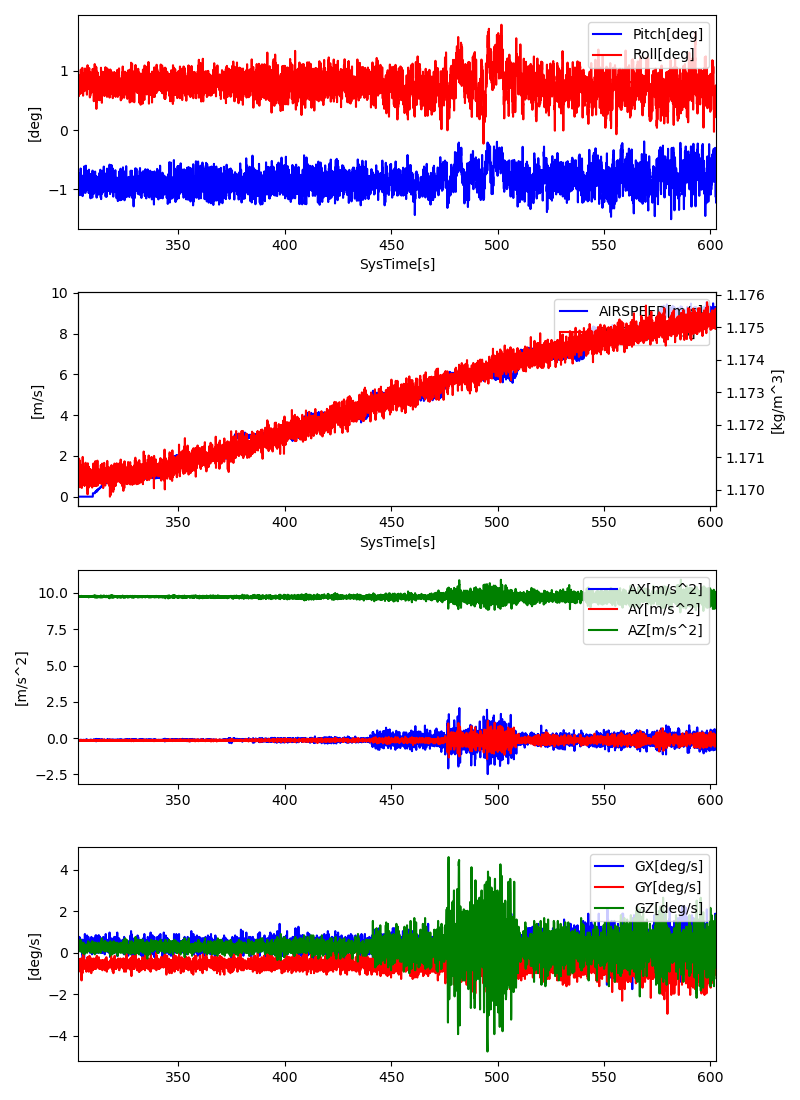 Pitch[deg]
Roll[deg]
[deg]
1
0
−1
350 400 450 500 550 600
SysTime[s]
AIRSPEED[m/s]
[m/s]
10
8
6
4
2
0
[kg/m^3]
1.176
1.175
1.174
1.173
1.172
1.171
1.170
350 400 450 500 550 600
SysTime[s]
AX[m/s^2]
AY[m/s^2]
AZ[m/s^2]
[m/s^2]
10.0
7.5
5.0
2.5
0.0
−2.5
350 400 450 500 550 600
GX[deg/s]
GY[deg/s]
GZ[deg/s]
[deg/s]
4
2
0
−2
−4
350 400 450 500 550 600